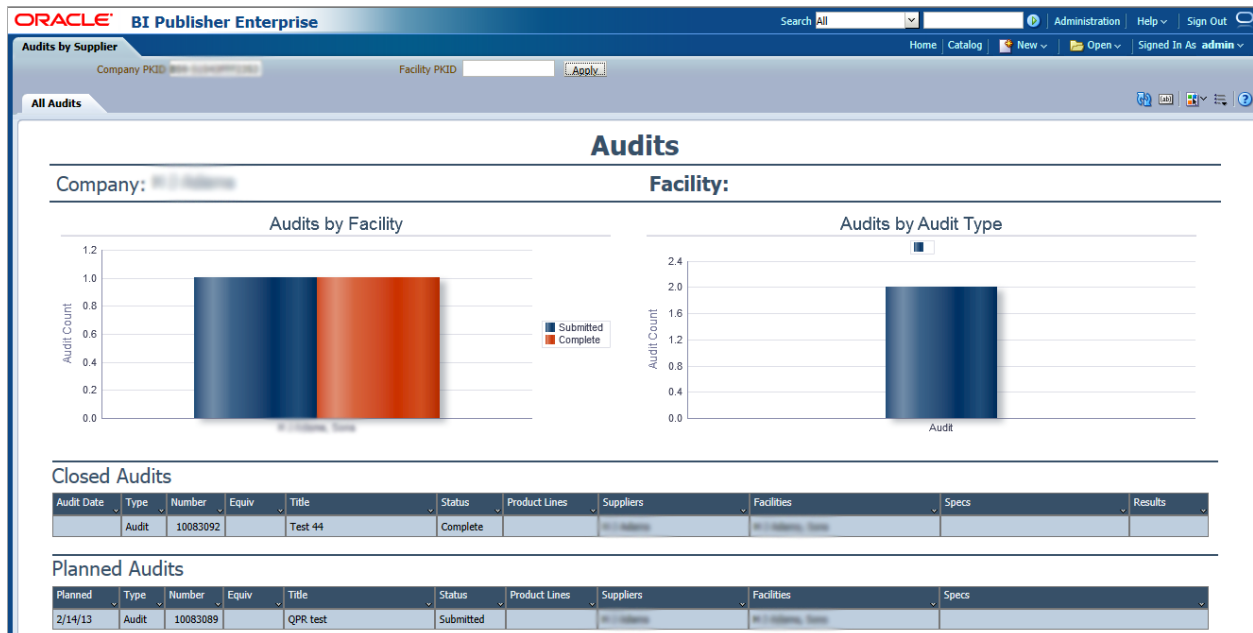 ORACLE BI Publisher Enterprise Search All Administration Help Sign Out
Audits by Supplier Home Catalog New Open Signed In As admin
Company PKID Facility PKID Apply
All Audits
Audits
Company: Facility:
Audits by Facility
1.2
1.0
0.8
0.6
0.4
0.2
0.0
Audit Count
Submitted
Complete
Audits by Audit Type
2.4
2.0
1.6
1.2
0.8
0.4
0.0
Audit Count
Audit
Closed Audits
Audit Date Type Number Equiv Title Status Product Lines Suppliers Facilities Specs Results
Audit 10083092 Test 44 Complete
Planned Audits
Planned Type Number Equiv Title Status Product Lines Suppliers Facilities Specs
2/14/13 Audit 10083089 QPR test Submitted